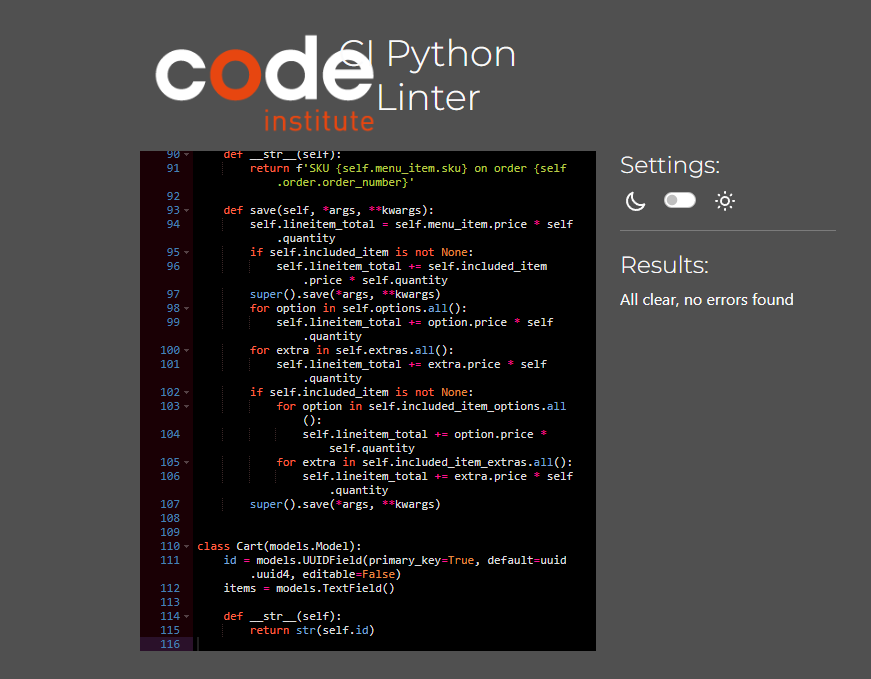 code
institute
CI Python
Linter
90 def __str__(self):
91 return f'SKU {self.menu_item.sku} on order {self
.order.order_number}'
92
93 def save(self, *args, **kwargs):
94 self.lineitem_total = self.menu_item.price * self
.quantity
95 if self.included_item is not None:
96 self.lineitem_total += self.included_item
.price * self.quantity
97 super().save(*args, **kwargs)
98 for option in self.options.all():
99 self.lineitem_total += option.price * self
.quantity
100 for extra in self.extras.all():
101 self.lineitem_total += extra.price * self
.quantity
102 if self.included_item is not None:
103 for option in self.included_item_options.all
():
104 self.lineitem_total += option.price *
self.quantity
105 for extra in self.included_item_extras.all():
106 self.lineitem_total += extra.price * self
.quantity
107 super().save(*args, **kwargs)
108
109
110 class Cart(models.Model):
111 id = models.UUIDField(primary_key=True, default=uuid
.uuid4, editable=False)
112 items = models.TextField()
113
114 def __str__(self):
115 return str(self.id)
116
Settings:
Results:
All clear, no errors found